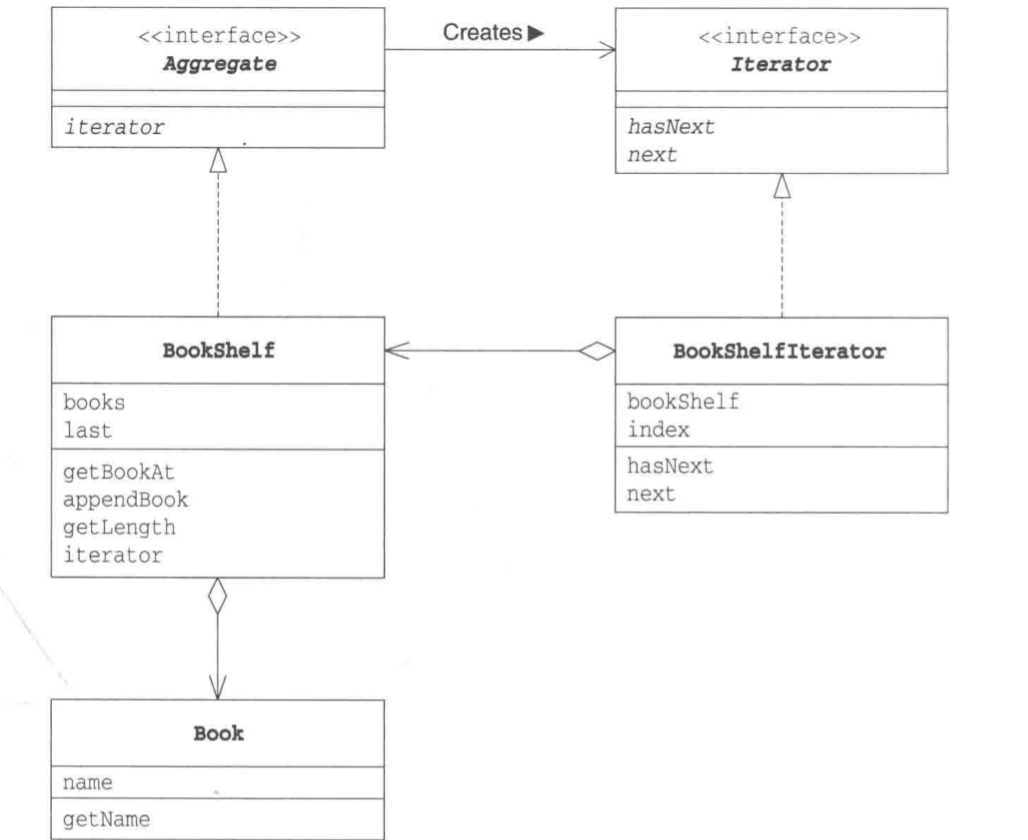 <<interface>>
Aggregate
iterator
Creates ▶
<<interface>>
Iterator
hasNext
next
BookShelf
books
last
getBookAt
appendBook
getLength
iterator
BookShelfIterator
bookShelf
index
hasNext
next
Book
name
getName